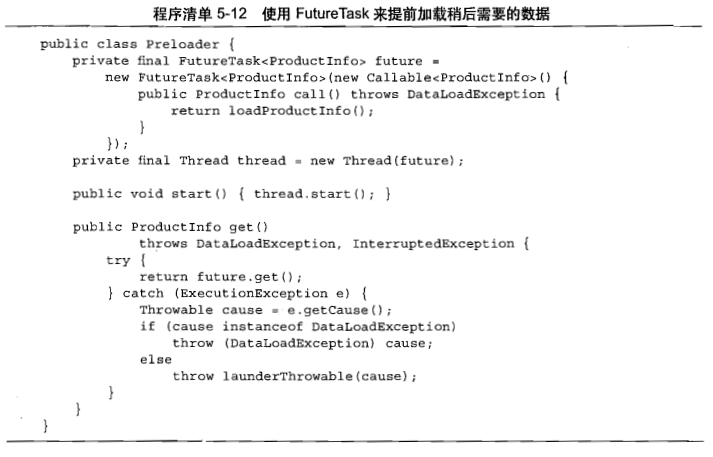 程序清单 5-12 使用 FutureTask 来提前加载稍后需要的数据
public class Preloader {
    private final FutureTask<ProductInfo> future =
        new FutureTask<ProductInfo>(new Callable<ProductInfo>() {
            public ProductInfo call() throws DataLoadException {
                return loadProductInfo();
            }
        });
    private final Thread thread = new Thread(future);

    public void start() { thread.start(); }

    public ProductInfo get()
            throws DataLoadException, InterruptedException {
        try {
            return future.get();
        } catch (ExecutionException e) {
            Throwable cause = e.getCause();
            if (cause instanceof DataLoadException)
                throw (DataLoadException) cause;
            else
                throw launderThrowable(cause);
        }
    }
}